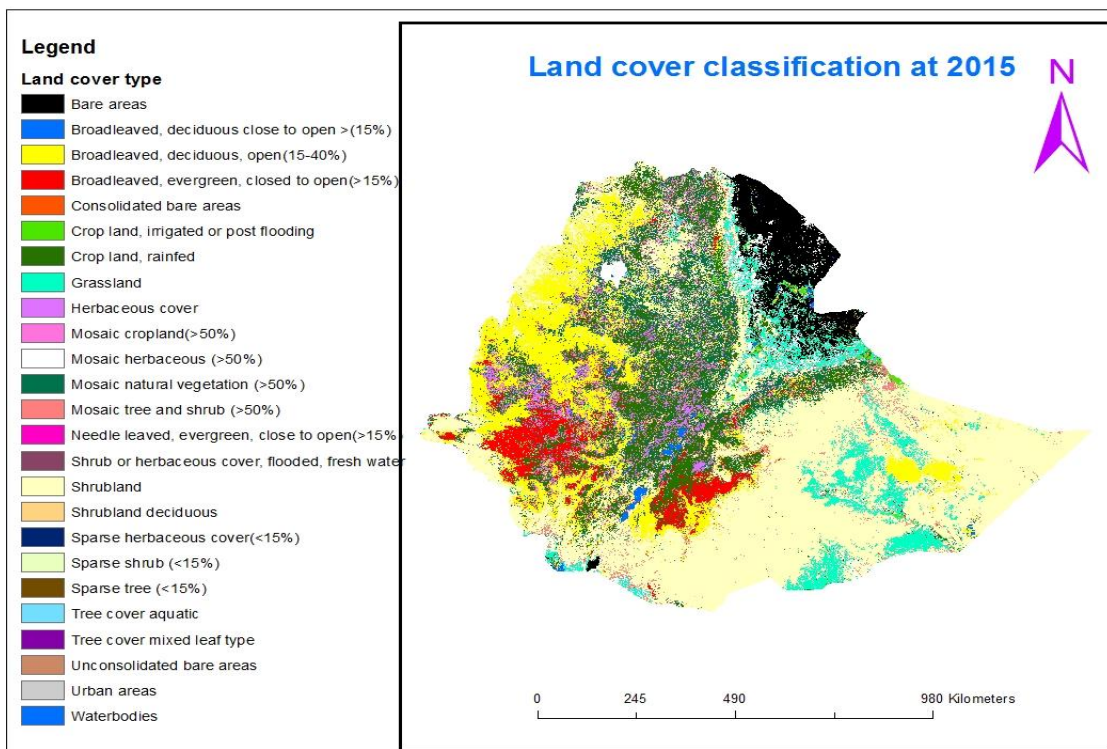 Legend
Land cover type
Bare areas
Broadleaved, deciduous close to open >(15%)
Broadleaved, deciduous, open(15-40%)
Broadleaved, evergreen, closed to open(>15%)
Consolidated bare areas
Crop land, irrigated or post flooding
Crop land, rainfed
Grassland
Herbaceous cover
Mosaic cropland(>50%)
Mosaic herbaceous (>50%)
Mosaic natural vegetation (>50%)
Mosaic tree and shrub (>50%)
Needle leaved, evergreen, close to open(>15%
Shrub or herbaceous cover, flooded, fresh water
Shrubland
Shrubland deciduous
Sparse herbaceous cover(<15%)
Sparse shrub (<15%)
Sparse tree (<15%)
Tree cover aquatic
Tree cover mixed leaf type
Unconsolidated bare areas
Urban areas
Waterbodies
Land cover classification at 2015
N
0 245 490 980 Kilometers